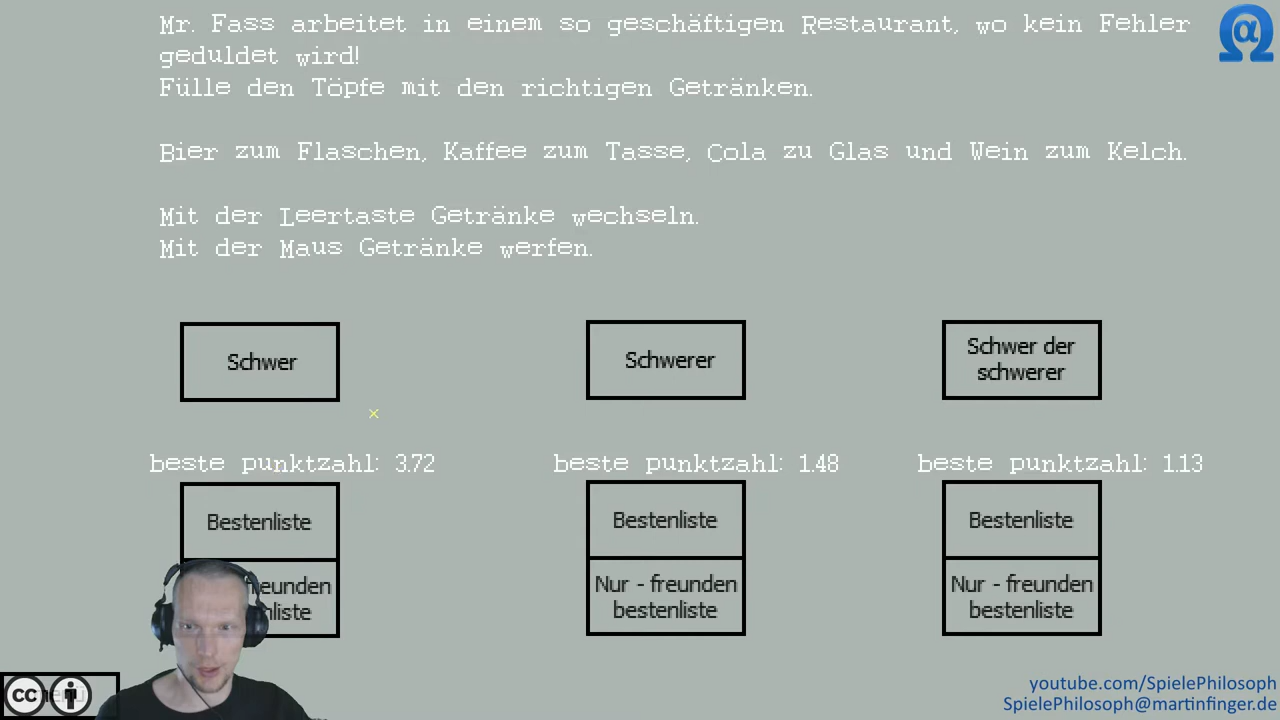 Mr. Fass arbeitet in einem so geschäftigen Restaurant, wo kein Fehler
geduldet wird!
Fülle den Töpfe mit den richtigen Getränken.
Bier zum Flaschen, Kaffee zum Tasse, Cola zu Glas und Wein zum Kelch.
Mit der Leertaste Getränke wechseln.
Mit der Maus Getränke werfen.
Schwer
Schwerer
Schwer der
schwerer
beste punktzahl: 3.72
beste punktzahl: 1.48
beste punktzahl: 1.13
Bestenliste
Bestenliste
Bestenliste
freunden
Nur - freunden
bestenliste
Nur - freunden
bestenliste
cc
youtube.com/SpielePhilosoph
SpielePhilosoph@martinfinger.de